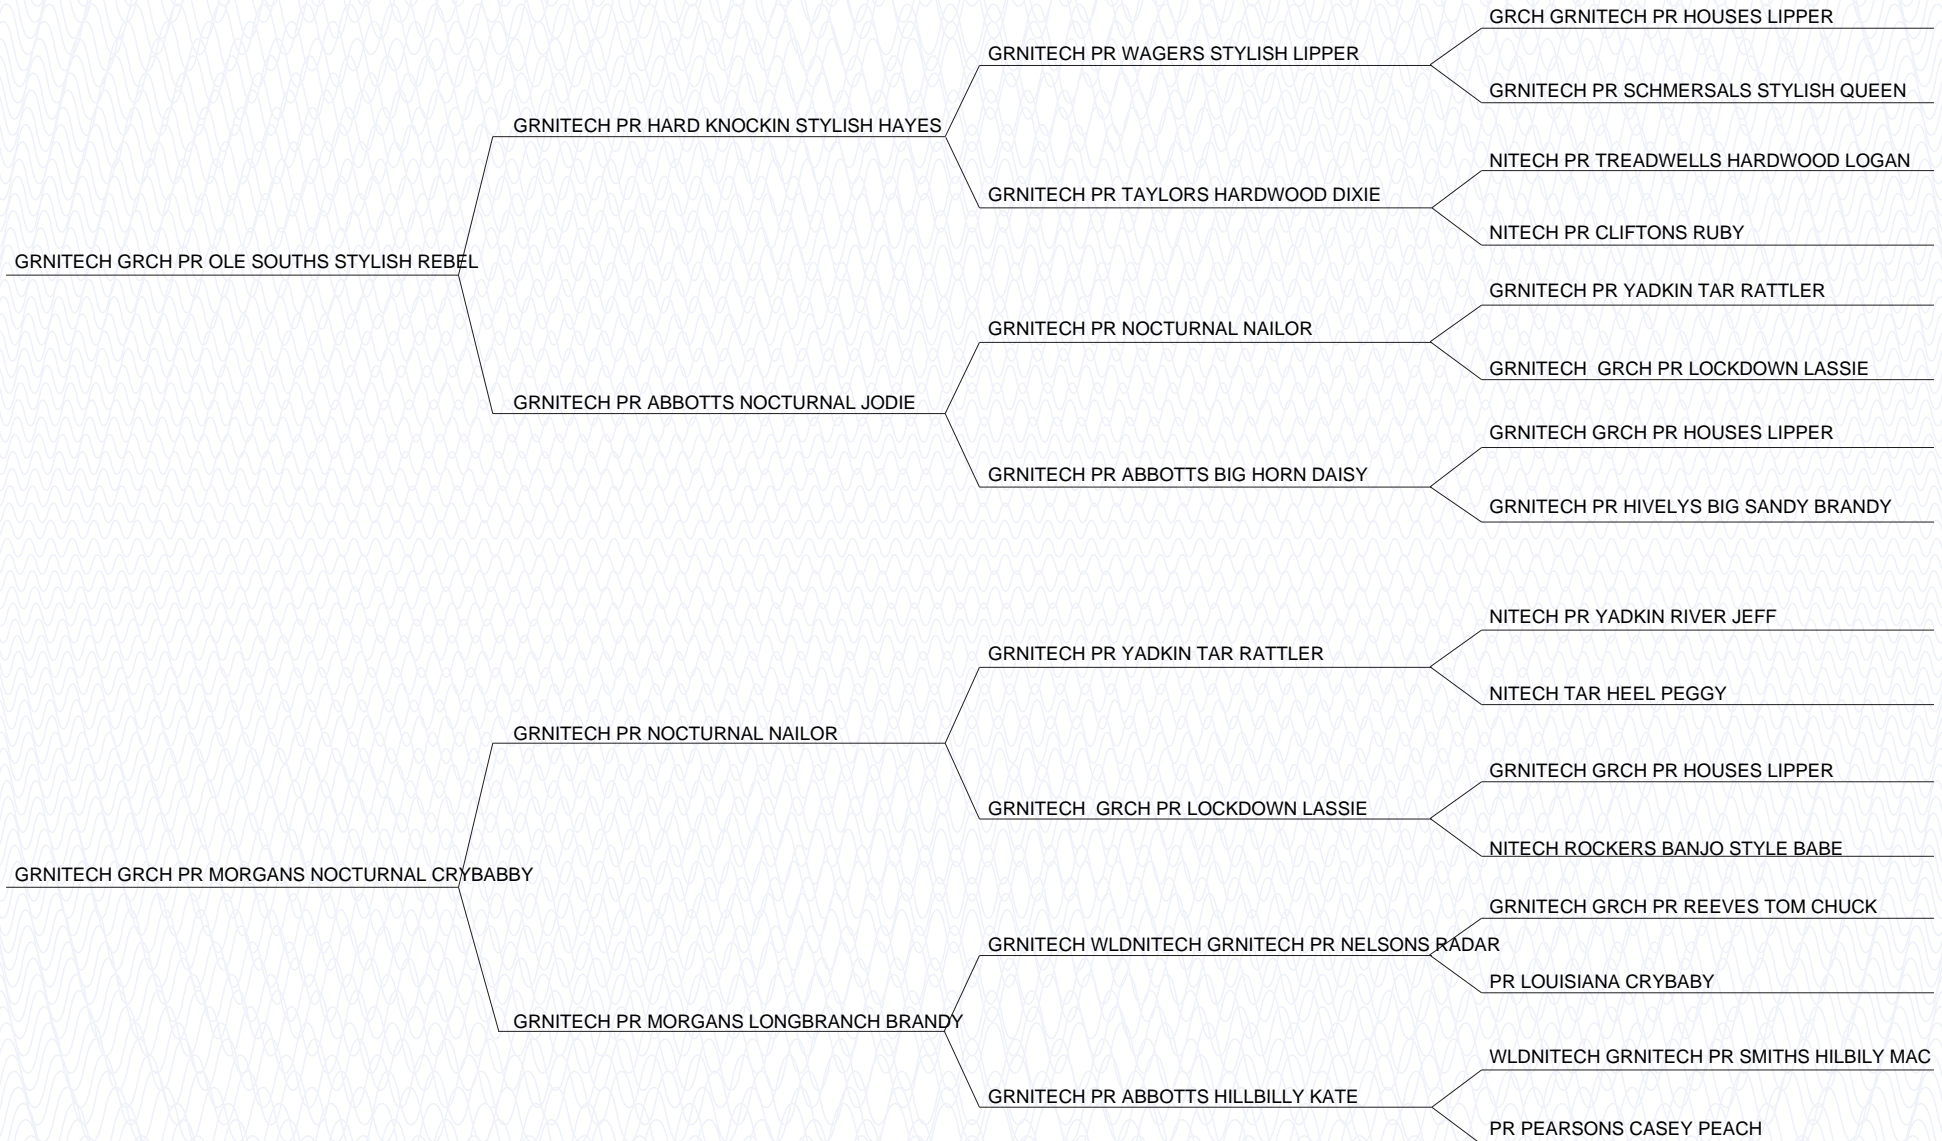 GRCH GRNITECH PR HOUSES LIPPER
GRNITECH PR WAGERS STYLISH LIPPER
GRNITECH PR SCHMERSALS STYLISH QUEEN
GRNITECH PR HARD KNOCKIN STYLISH HAYES
NITECH PR TREADWELLS HARDWOOD LOGAN
GRNITECH PR TAYLORS HARDWOOD DIXIE
NITECH PR CLIFTONS RUBY
GRNITECH GRCH PR OLE SOUTHS STYLISH REBEL
GRNITECH PR YADKIN TAR RATTLER
GRNITECH PR NOCTURNAL NAILOR
GRNITECH  GRCH PR LOCKDOWN LASSIE
GRNITECH PR ABBOTTS NOCTURNAL JODIE
GRNITECH GRCH PR HOUSES LIPPER
GRNITECH PR ABBOTTS BIG HORN DAISY
GRNITECH PR HIVELYS BIG SANDY BRANDY
NITECH PR YADKIN RIVER JEFF
GRNITECH PR YADKIN TAR RATTLER
NITECH TAR HEEL PEGGY
GRNITECH PR NOCTURNAL NAILOR
GRNITECH GRCH PR HOUSES LIPPER
GRNITECH  GRCH PR LOCKDOWN LASSIE
NITECH ROCKERS BANJO STYLE BABE
GRNITECH GRCH PR MORGANS NOCTURNAL CRYBABBY
GRNITECH GRCH PR REEVES TOM CHUCK
GRNITECH WLDNITECH GRNITECH PR NELSONS RADAR
PR LOUISIANA CRYBABY
GRNITECH PR MORGANS LONGBRANCH BRANDY
WLDNITECH GRNITECH PR SMITHS HILBILY MAC
GRNITECH PR ABBOTTS HILLBILLY KATE
PR PEARSONS CASEY PEACH